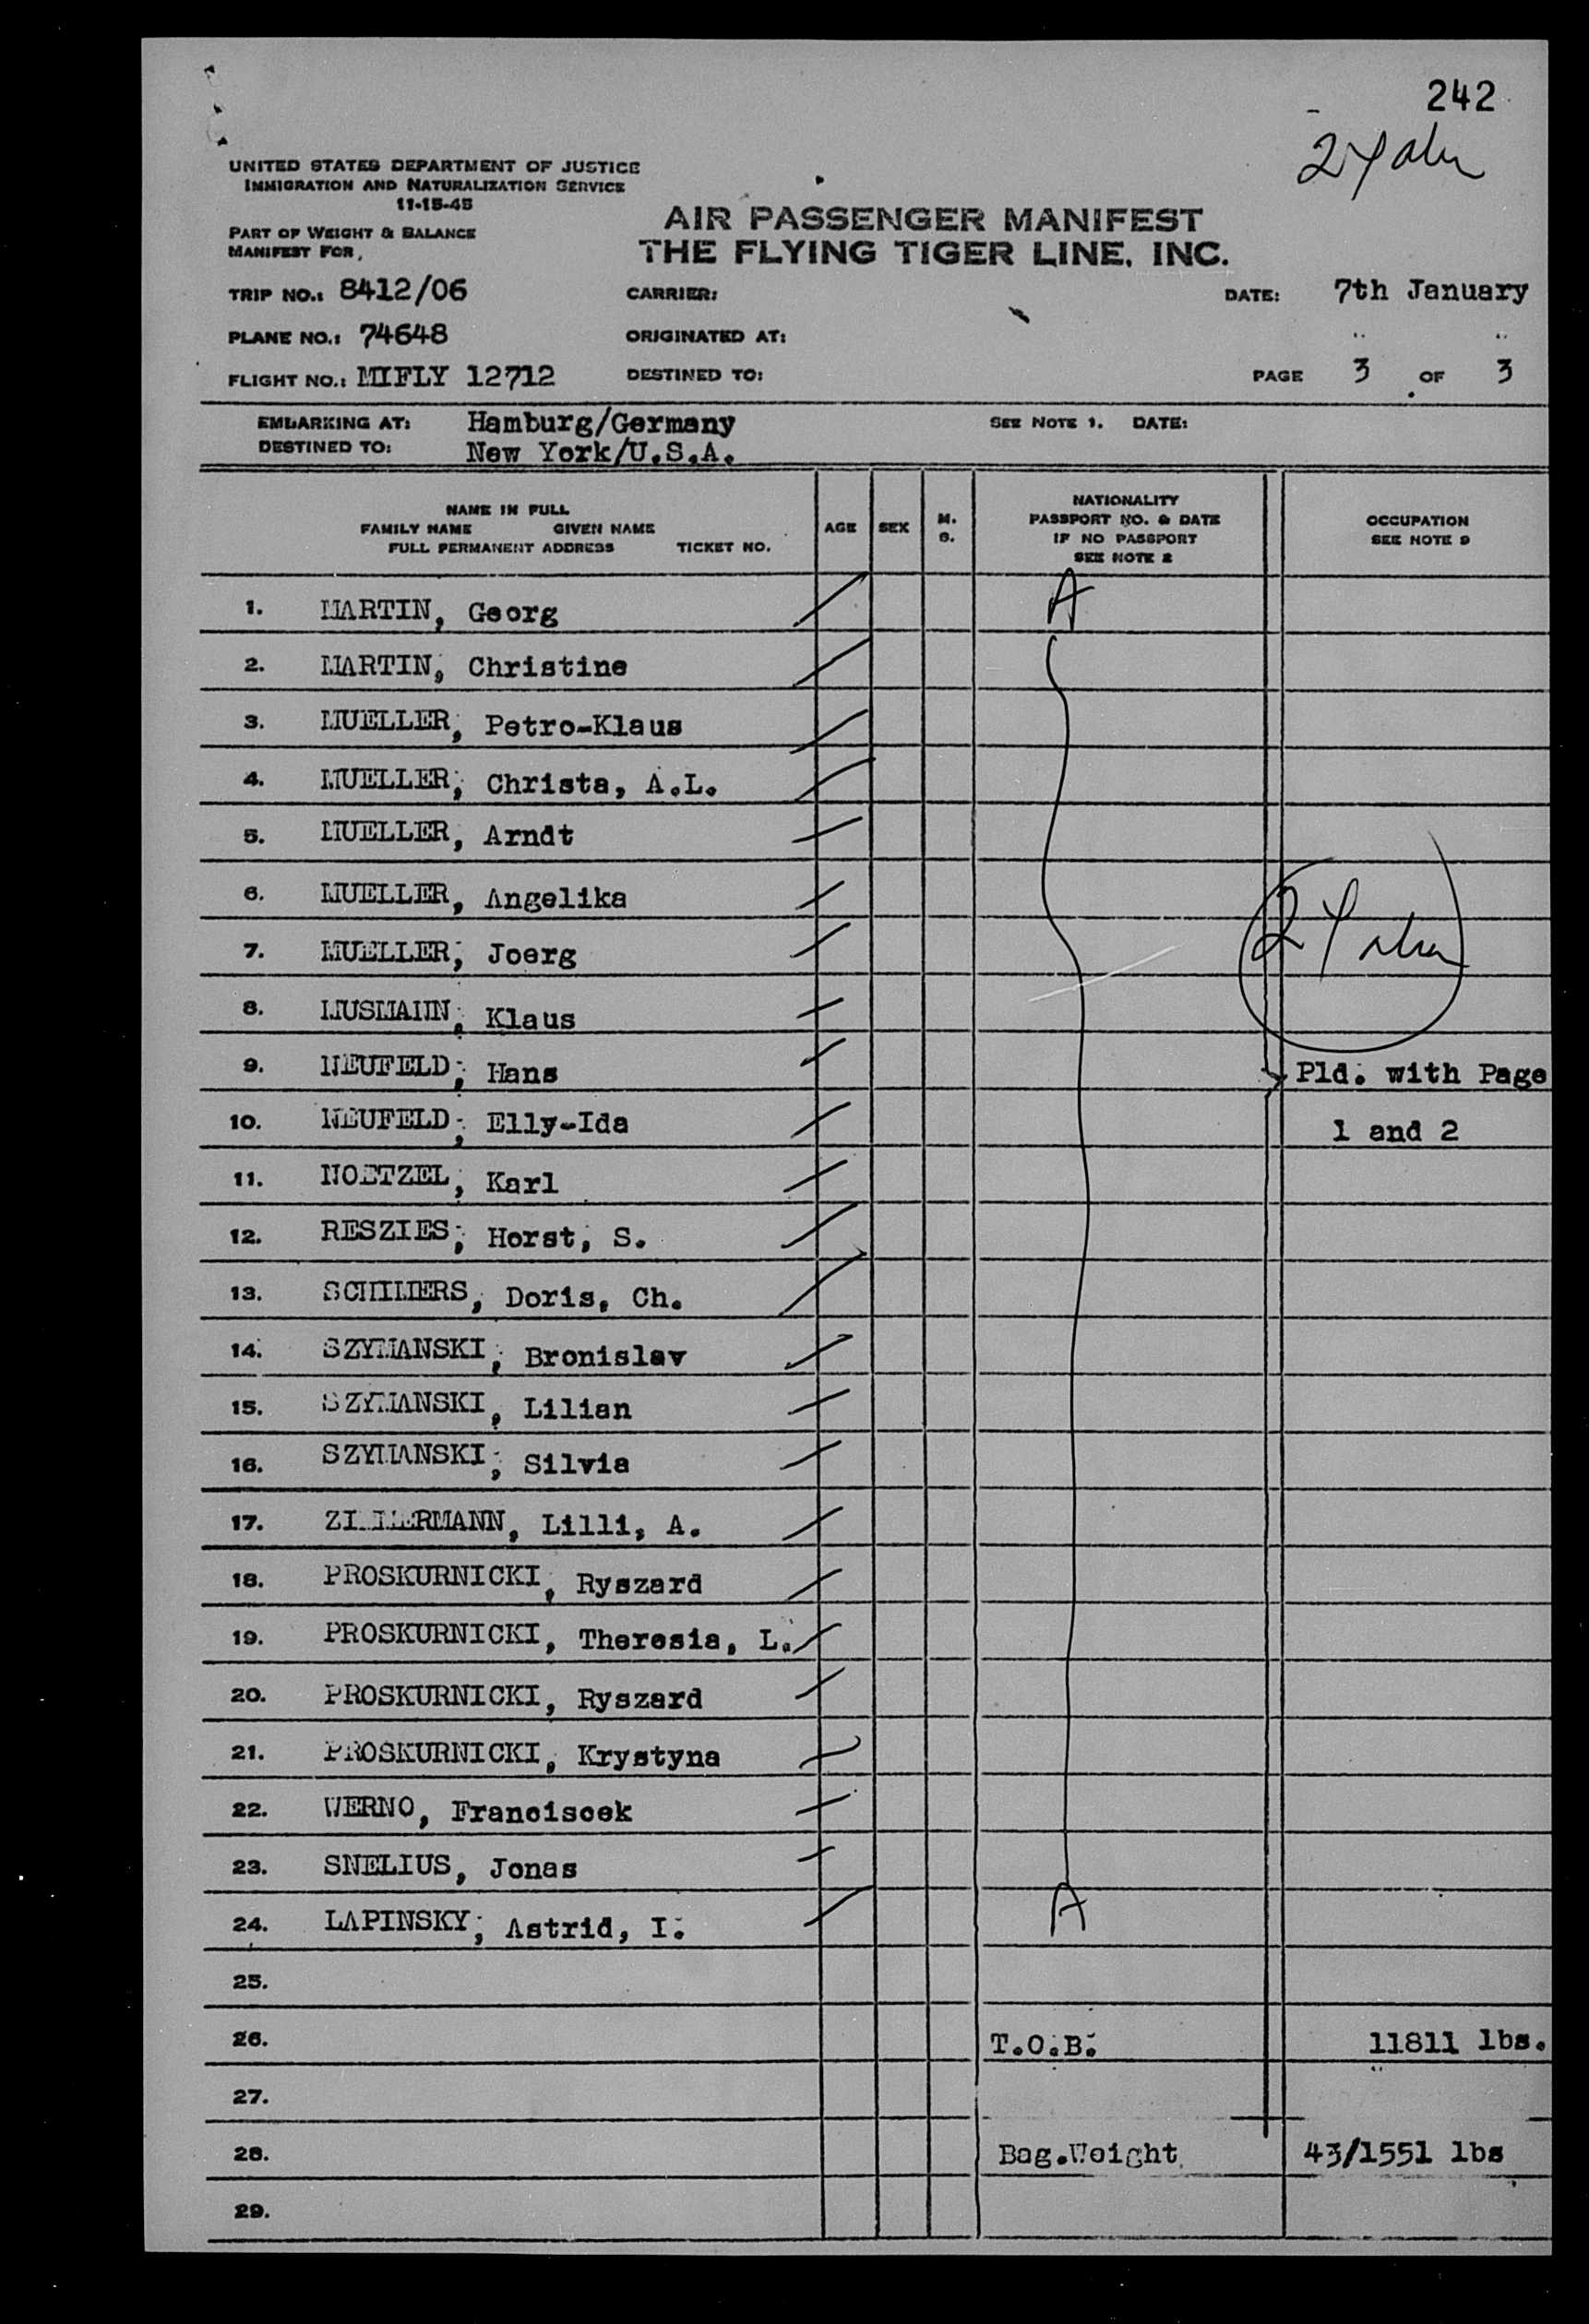 242
UNITED STATES DEPARTMENT OF JUSTICE
IMMIGRATION AND NATURALIZATION SERVICE
11-15-45
PART OF WEIGHT & BALANCE
MANIFEST FOR,
AIR PASSENGER MANIFEST
THE FLYING TIGER LINE, INC.
TRIP NO.: 8412/06 CARRIER: DATE: 7th January
PLANE NO.: 74648 ORIGINATED AT:
FLIGHT NO.: MIFLY 12712 DESTINED TO: PAGE 3 OF 3
EMBARKING AT: Hamburg/Germany SEE NOTE 1. DATE:
DESTINED TO: New York/U.S.A.
NAME IN FULL
FAMILY NAME GIVEN NAME
FULL PERMANENT ADDRESS TICKET NO.
AGE
SEX
M.
S.
NATIONALITY
PASSPORT NO. & DATE
IF NO PASSPORT
SEE NOTE 2
OCCUPATION
SEE NOTE 9
1. MARTIN, Georg A
2. MARTIN, Christine
3. MUELLER, Petro-Klaus
4. MUELLER, Christa, A.L.
5. MUELLER, Arndt
6. MUELLER, Angelika
7. MUELLER, Joerg
8. MUSMANN, Klaus
9. NEUFELD, Hans Pld. with Page
10. NEUFELD, Elly-Ida 1 and 2
11. NOETZEL, Karl
12. RESZIES, Horst, S.
13. Doris, Ch.
14. SZYMANSKI, Bronislav
15. SZYMANSKI, Lilian
16. SZYMANSKI, Silvia
17. ZIMMERMANN, Lilli, A.
18. PROSKURNICKI, Ryszard
19. PROSKURNICKI, Theresia, L.
20. PROSKURNICKI, Ryszard
21. PROSKURNICKI, Krystyna
22. WERNO, Franciscek
23. SNELIUS, Jonas
24. LAPINSKY, Astrid, I. A
25.
26. T.O.B. 11811 lbs.
27.
28. Bag.Weight 43/1551 lbs
29.